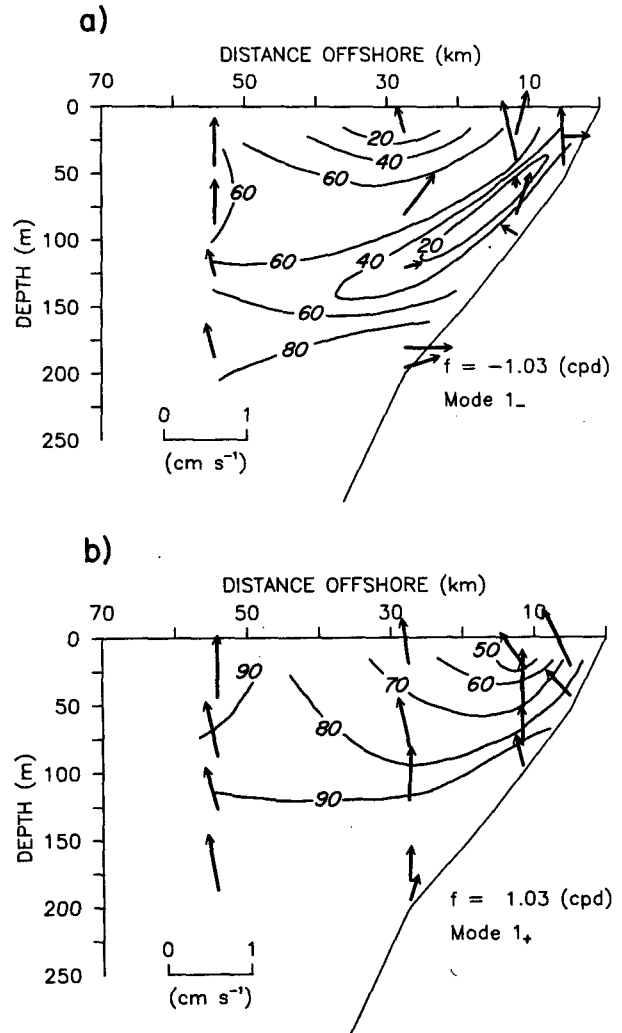 a)
DISTANCE OFFSHORE (km)
70 50 30 10
0
50
100
150
200
250
DEPTH (m)
20
40
60
60
60
40
20
60
80
f = −1.03 (cpd)
Mode 1₋
0 1
(cm s⁻¹)
b)
DISTANCE OFFSHORE (km)
70 50 30 10
0
50
100
150
200
250
DEPTH (m)
90
50
60
70
80
90
f = 1.03 (cpd)
Mode 1₊
0 1
(cm s⁻¹)